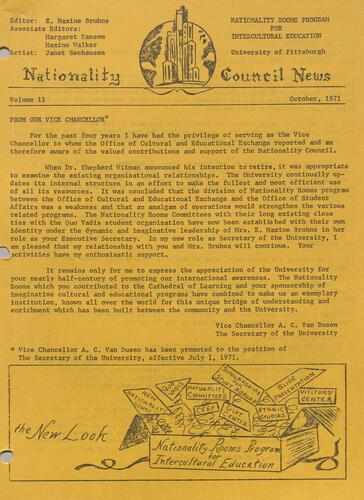 Editor: E. Maxine Bruhns
Associate Editors:
Margaret Ranson
Maxine Walker
Artist: Janet Seehausen
NATIONALITY ROOMS PROGRAM
FOR
INTERCULTURAL EDUCATION
University of Pittsburgh
Nationality Council News
Volume 11 October, 1971
FROM OUR VICE CHANCELLOR*
For the past four years I have had the privilege of serving as the Vice
Chancellor to whom the Office of Cultural and Educational Exchange reported and am
therefore aware of the valued contributions and support of the Nationality Council.
When Dr. Shepherd Witman announced his intention to retire, it was appropriate
to examine the existing organizational relationships. The University continually up-
dates its internal structure in an effort to make the fullest and most efficient use
of all its resources. It was concluded that the division of Nationality Room program
between the Office of Cultural and Educational Exchange and the Office of Student
Affairs was a weakness and that an amalgam of operations would strengthen the various
related programs. The Nationality Rooms Committees with their long existing close
ties with the Quo Vadis student organization have now been established with their own
identity under the dynamic and imaginative leadership of Mrs. E. Maxine Bruhns in her
role as your Executive Secretary. In my new role as Secretary of the University, I
am pleased that my relationship with you and Mrs. Bruhns will continue. Your
activities have my enthusiastic support.
It remains only for me to express the appreciation of the University for
your nearly half-century of promoting our international awareness. The Nationality
Rooms which you contributed to the Cathedral of Learning and your sponsorship of
imaginative cultural and educational programs have combined to make us an exemplary
institution, known all over the world for this unique bridge of understanding and
enrichment which has been built between the community and the University.
Vice Chancellor A. C. Van Dusen
The Secretary of the University
* Vice Chancellor A. C. Van Dusen has been promoted to the position of
The Secretary of the University, effective July 1, 1971.
the New Look
NEW
NATIONALITY
QUO
VADIS
NATIONALITY
COMMITTEES
SCHOLARSHIPS
STUDY ABROAD
SLIDE
PRESENTATION
VISITORS'
CENTER
GIFT
CENTER
ETHNIC
STUDIES
Nationality Rooms Program
for
Intercultural Education